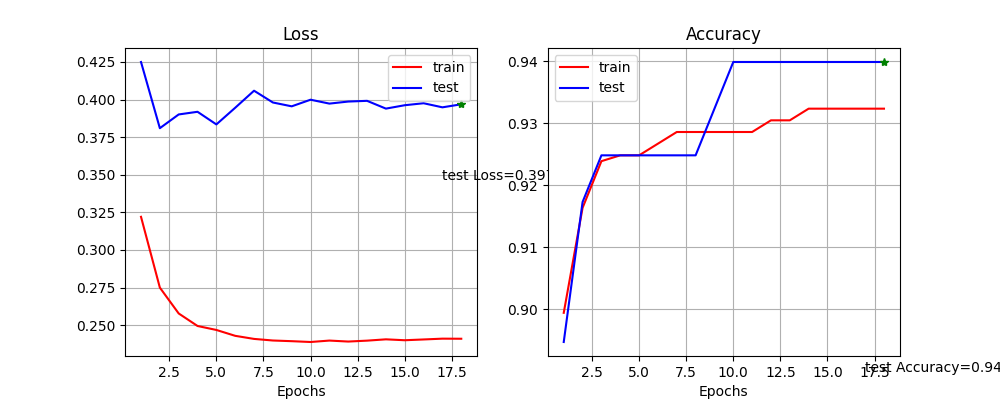 Loss
0.425
0.400
0.375
0.350
0.325
0.300
0.275
0.250
2.5 5.0 7.5 10.0 12.5 15.0 17.5
Epochs
train
test
test Loss=0.397
Accuracy
0.94
0.93
0.92
0.91
0.90
2.5 5.0 7.5 10.0 12.5 15.0 17.5
Epochs
train
test
test Accuracy=0.94